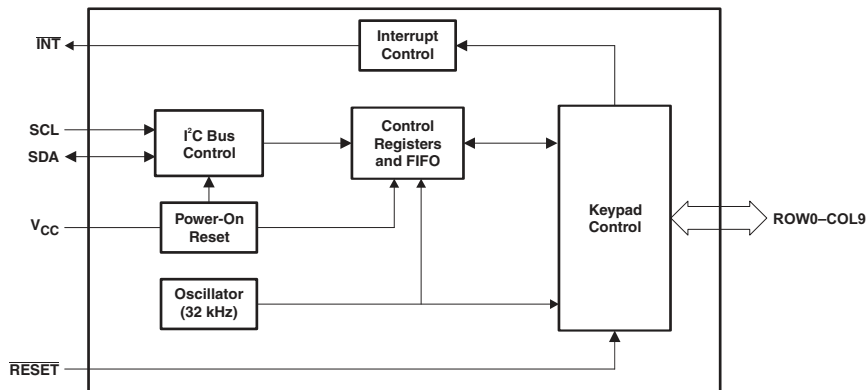 INT
Interrupt
Control
SCL
SDA
I²C Bus
Control
Control
Registers
and FIFO
VCC
Power-On
Reset
Keypad
Control
ROW0–COL9
Oscillator
(32 kHz)
RESET